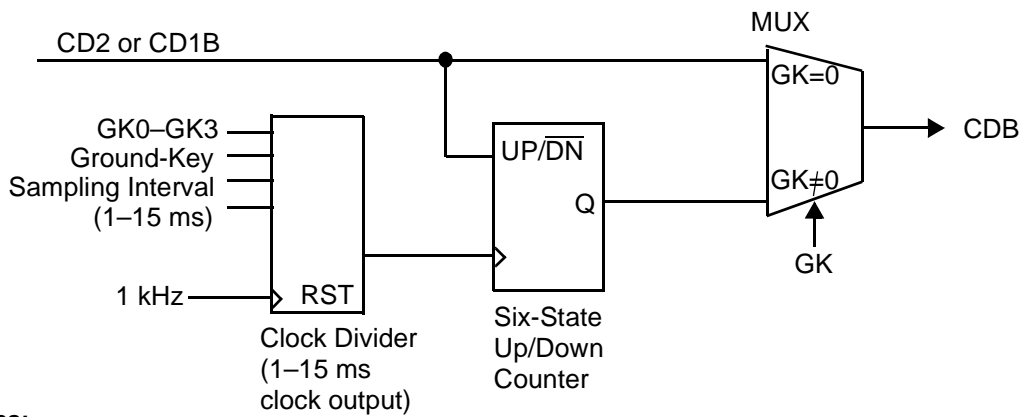 MUX
CD2 or CD1B
GK=0
GK0–GK3
Ground-Key
Sampling Interval
(1–15 ms)
UP/DN
CDB
GK≠0
Q
GK
1 kHz
RST
Clock Divider
(1–15 ms
clock output)
Six-State
Up/Down
Counter